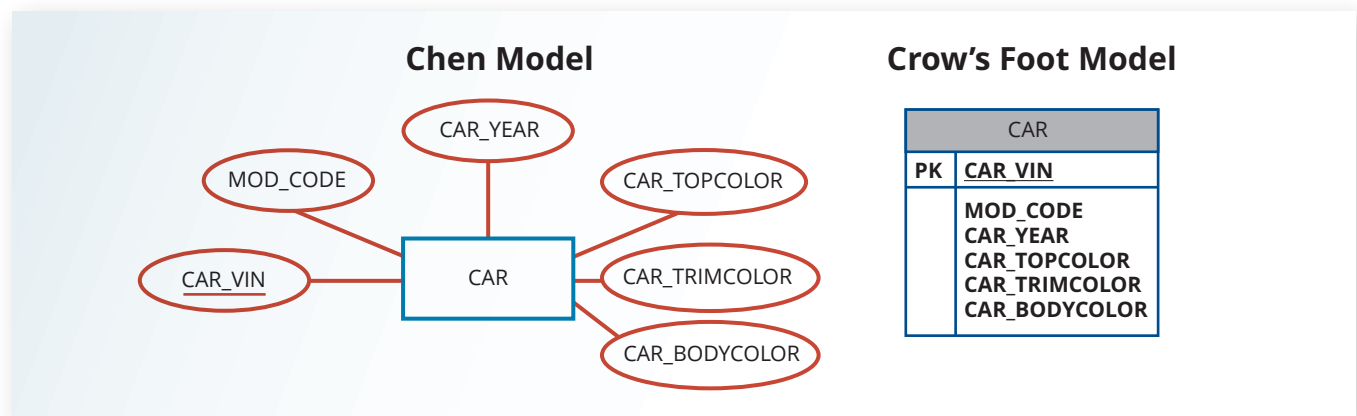 Chen Model
CAR_YEAR
MOD_CODE
CAR_TOPCOLOR
CAR_VIN
CAR
CAR_TRIMCOLOR
CAR_BODYCOLOR
Crow's Foot Model
CAR
PK CAR_VIN
MOD_CODE
CAR_YEAR
CAR_TOPCOLOR
CAR_TRIMCOLOR
CAR_BODYCOLOR